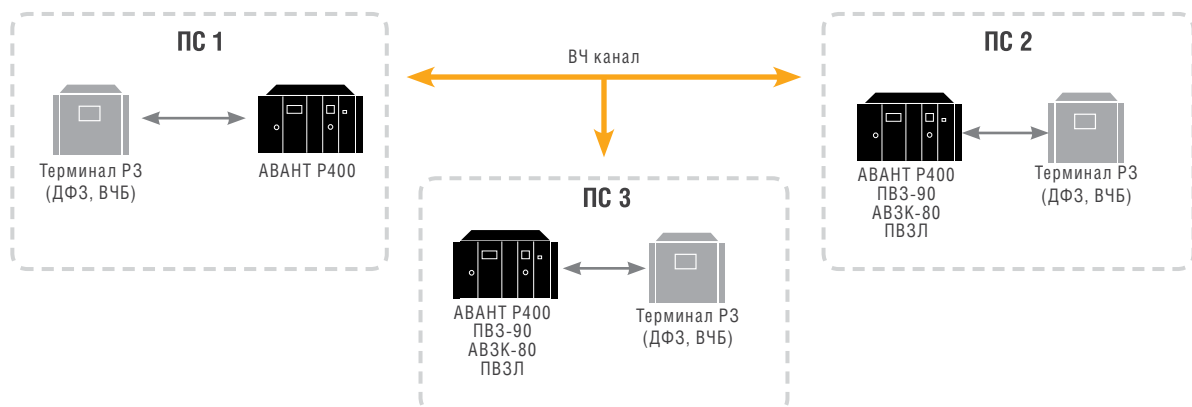 ПС 1
ВЧ канал
ПС 2
Терминал РЗ
(ДФЗ, ВЧБ)
АВАНТ Р400
АВАНТ Р400
ПВЗ-90
АВЗК-80
ПВЗЛ
Терминал РЗ
(ДФЗ, ВЧБ)
ПС 3
АВАНТ Р400
ПВЗ-90
АВЗК-80
ПВЗЛ
Терминал РЗ
(ДФЗ, ВЧБ)